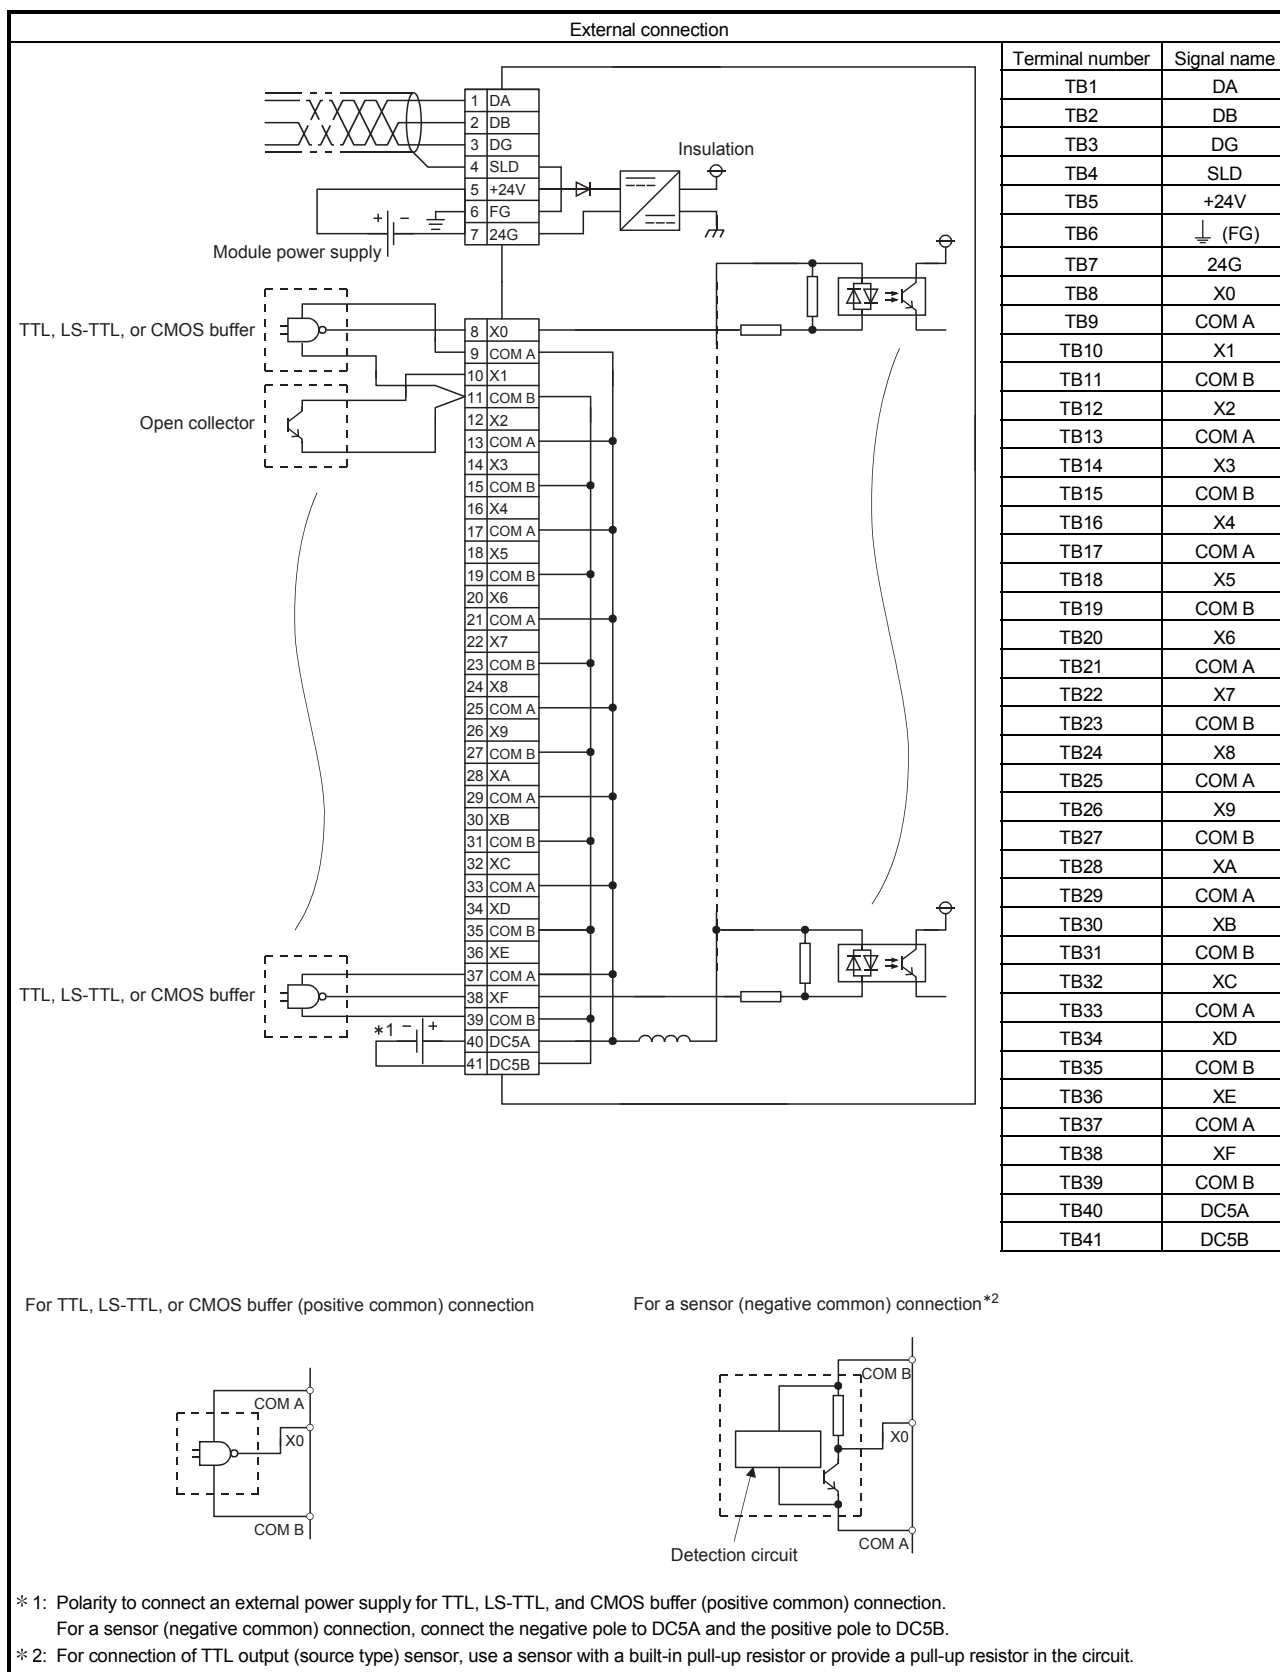 External connection
1 DA
2 DB
3 DG
4 SLD
5 +24V
6 FG
7 24G
Insulation
+ −
Module power supply
TTL, LS-TTL, or CMOS buffer
Open collector
8 X0
9 COM A
10 X1
11 COM B
12 X2
13 COM A
14 X3
15 COM B
16 X4
17 COM A
18 X5
19 COM B
20 X6
21 COM A
22 X7
23 COM B
24 X8
25 COM A
26 X9
27 COM B
28 XA
29 COM A
30 XB
31 COM B
32 XC
33 COM A
34 XD
35 COM B
36 XE
37 COM A
38 XF
39 COM B
40 DC5A
41 DC5B
TTL, LS-TTL, or CMOS buffer
*1 − +
Terminal number Signal name
TB1 DA
TB2 DB
TB3 DG
TB4 SLD
TB5 +24V
TB6 ⏚ (FG)
TB7 24G
TB8 X0
TB9 COM A
TB10 X1
TB11 COM B
TB12 X2
TB13 COM A
TB14 X3
TB15 COM B
TB16 X4
TB17 COM A
TB18 X5
TB19 COM B
TB20 X6
TB21 COM A
TB22 X7
TB23 COM B
TB24 X8
TB25 COM A
TB26 X9
TB27 COM B
TB28 XA
TB29 COM A
TB30 XB
TB31 COM B
TB32 XC
TB33 COM A
TB34 XD
TB35 COM B
TB36 XE
TB37 COM A
TB38 XF
TB39 COM B
TB40 DC5A
TB41 DC5B
For TTL, LS-TTL, or CMOS buffer (positive common) connection
COM A
X0
COM B
For a sensor (negative common) connection*2
COM B
X0
COM A
Detection circuit
*1: Polarity to connect an external power supply for TTL, LS-TTL, and CMOS buffer (positive common) connection.
For a sensor (negative common) connection, connect the negative pole to DC5A and the positive pole to DC5B.
*2: For connection of TTL output (source type) sensor, use a sensor with a built-in pull-up resistor or provide a pull-up resistor in the circuit.